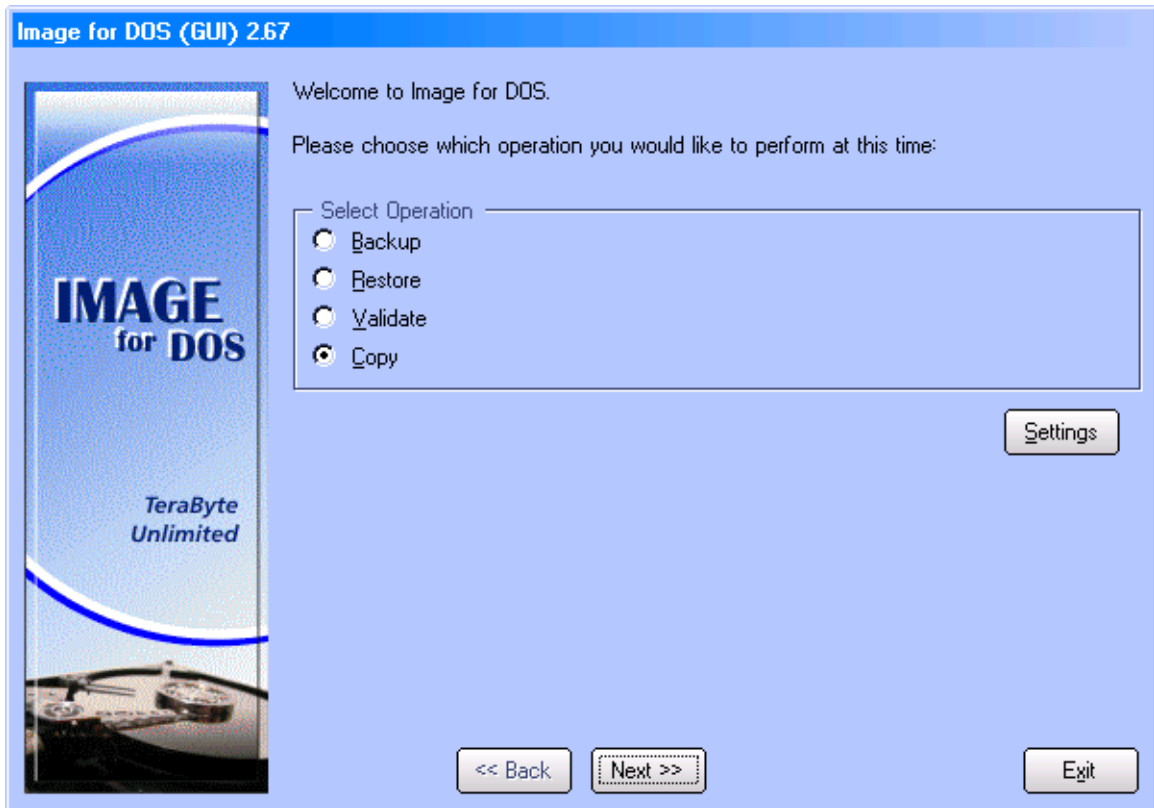 Image for DOS (GUI) 2.67
Welcome to Image for DOS.
Please choose which operation you would like to perform at this time:
Select Operation
Backup
Restore
Validate
Copy
Settings
IMAGE
for DOS
TeraByte
Unlimited
<< Back
Next >>
Exit